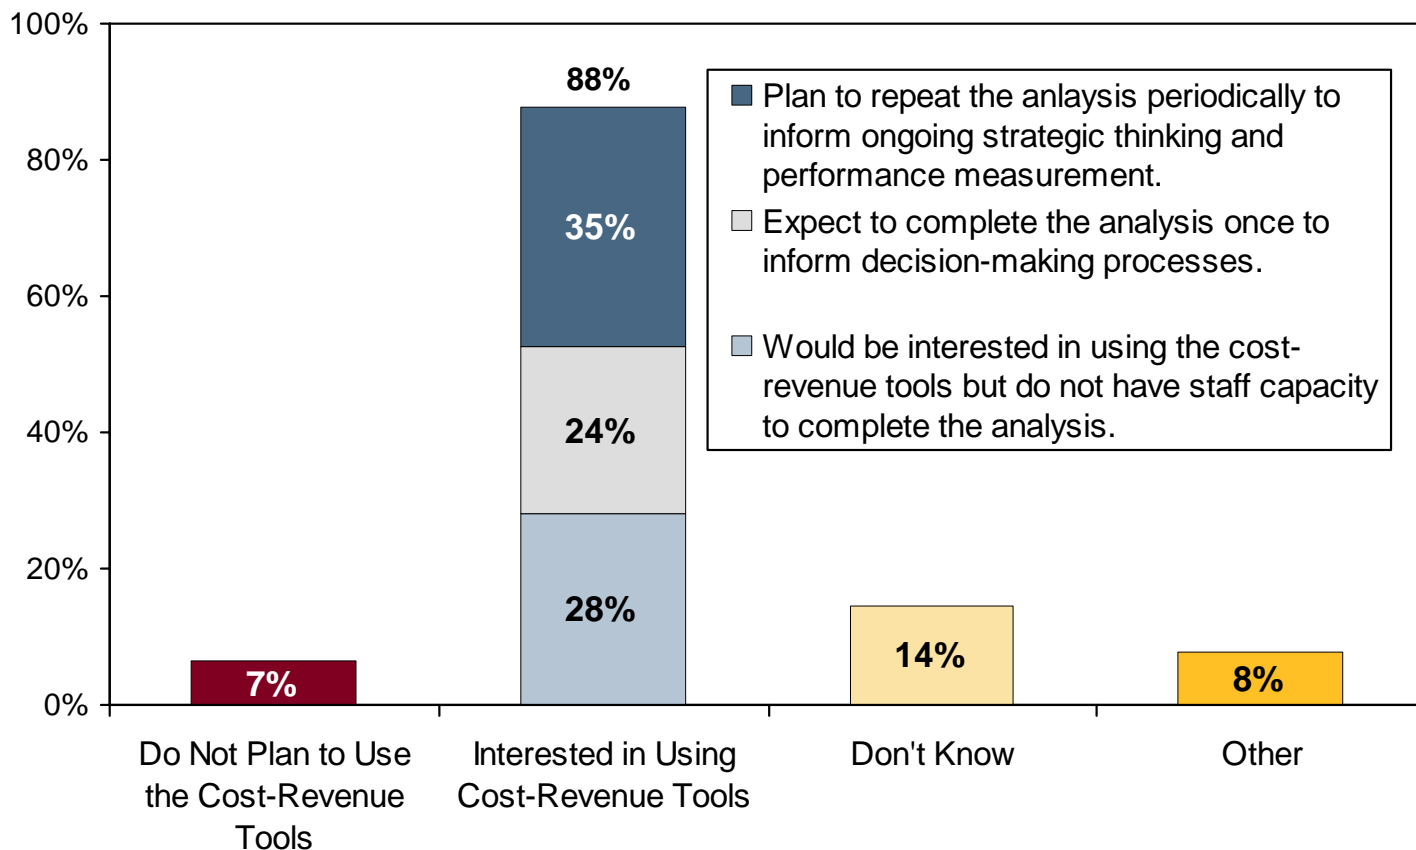 100%
80%
60%
40%
20%
0%
88%
35%
24%
28%
7%
14%
8%
Plan to repeat the anlaysis periodically to
inform ongoing strategic thinking and
performance measurement.
Expect to complete the analysis once to
inform decision-making processes.
Would be interested in using the cost-
revenue tools but do not have staff capacity
to complete the analysis.
Do Not Plan to Use
the Cost-Revenue
Tools
Interested in Using
Cost-Revenue Tools
Don't Know
Other